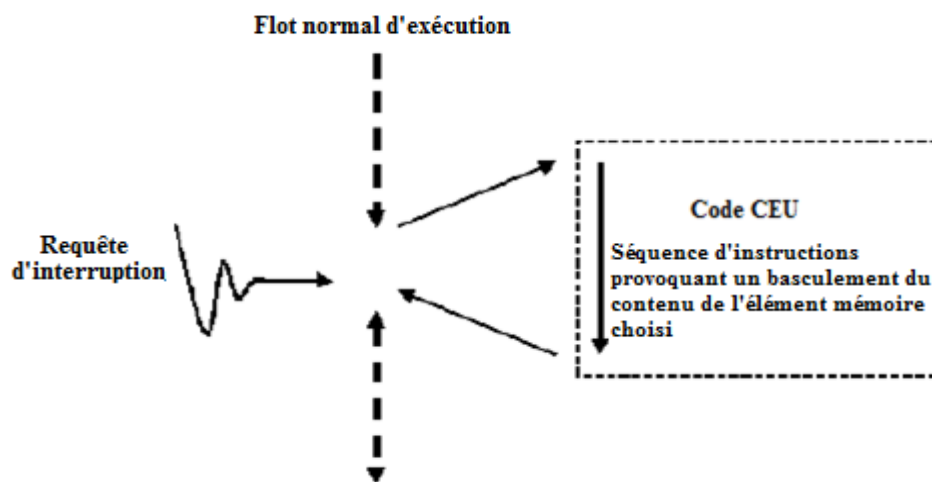 Flot normal d'exécution
Requête
d'interruption
Code CEU
Séquence d'instructions
provoquant un basculement du
contenu de l'élément mémoire
choisi